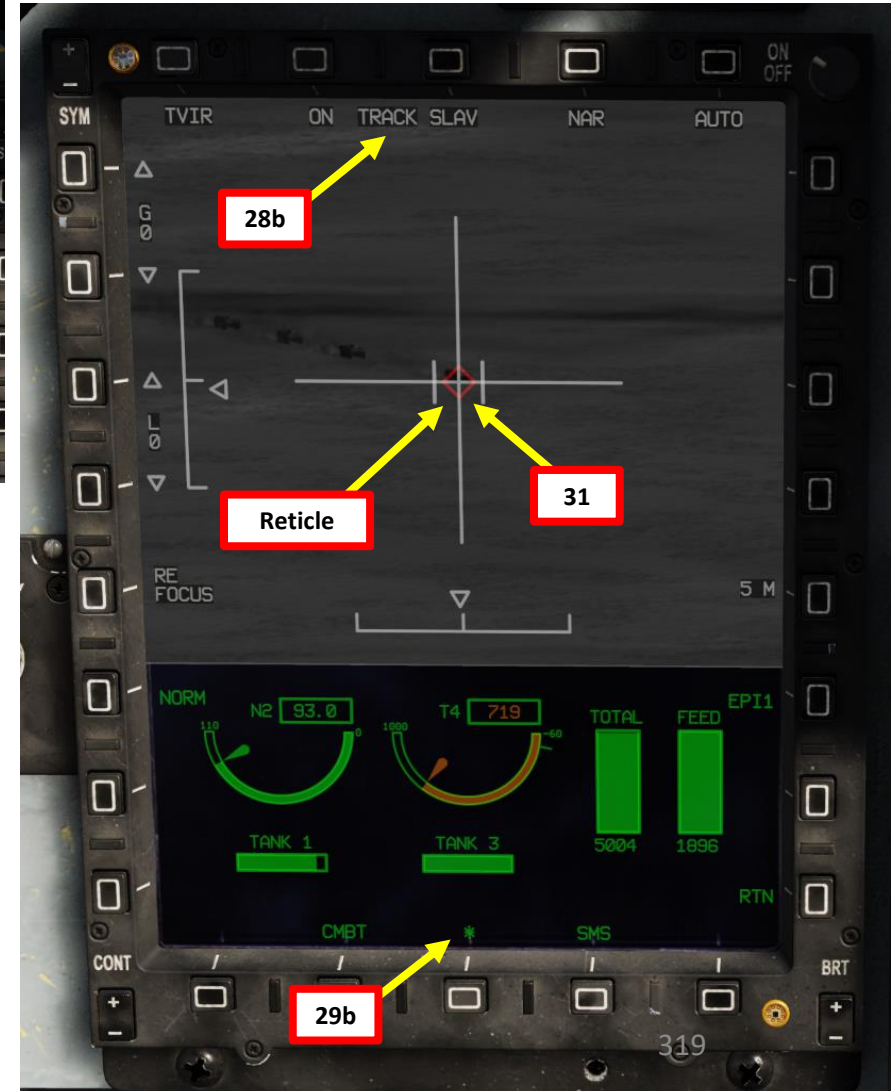 ON
OFF
+
-
SYM
TVIR ON TRACK SLAV NAR AUTO
28b
G
0
L
0
Reticle
31
RE
FOCUS
5 M
NORM
N2 93.0
T4 719
TOTAL FEED
EPI1
110 0
1000 -60
TANK 1
TANK 3
5004 1896
RTN
CMBT * SMS
CONT
BRT
+
-
+
-
29b
319